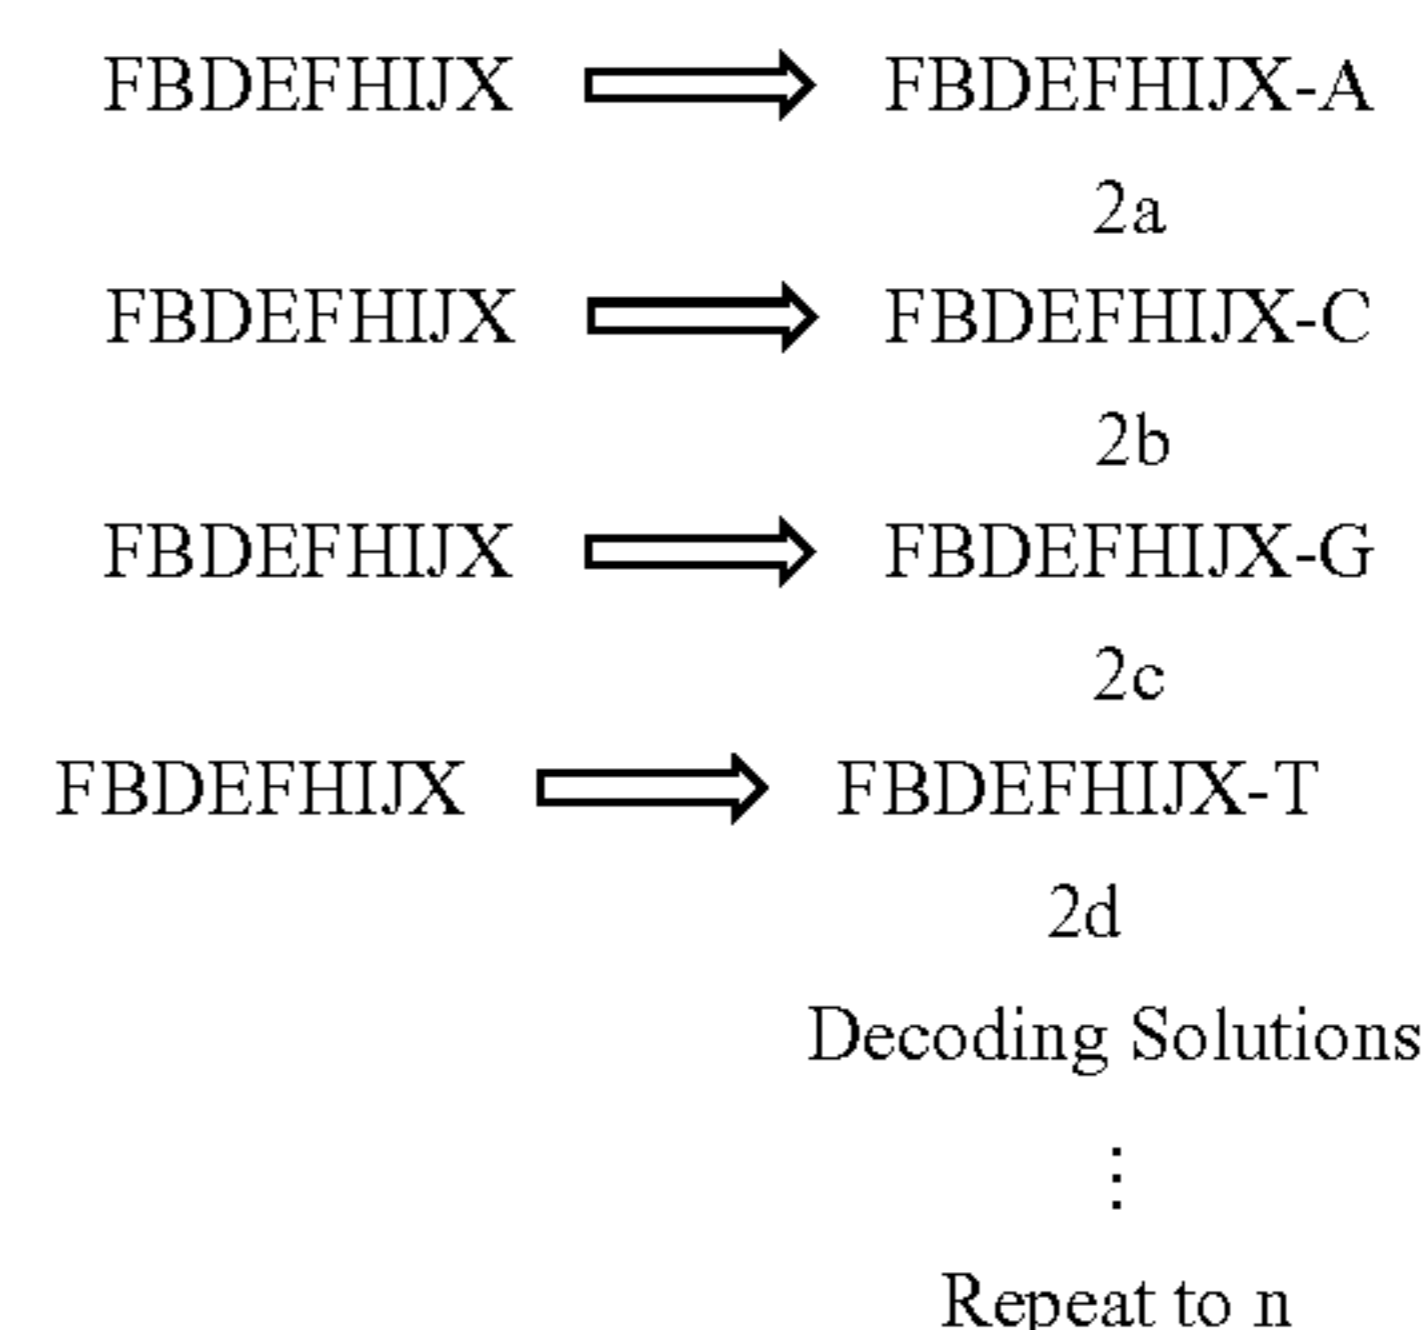 FBDEFHIJX ⇒ FBDEFHIJX-A
2a
FBDEFHIJX ⇒ FBDEFHIJX-C
2b
FBDEFHIJX ⇒ FBDEFHIJX-G
2c
FBDEFHIJX ⇒ FBDEFHIJX-T
2d
Decoding Solutions
⋮
Repeat to n